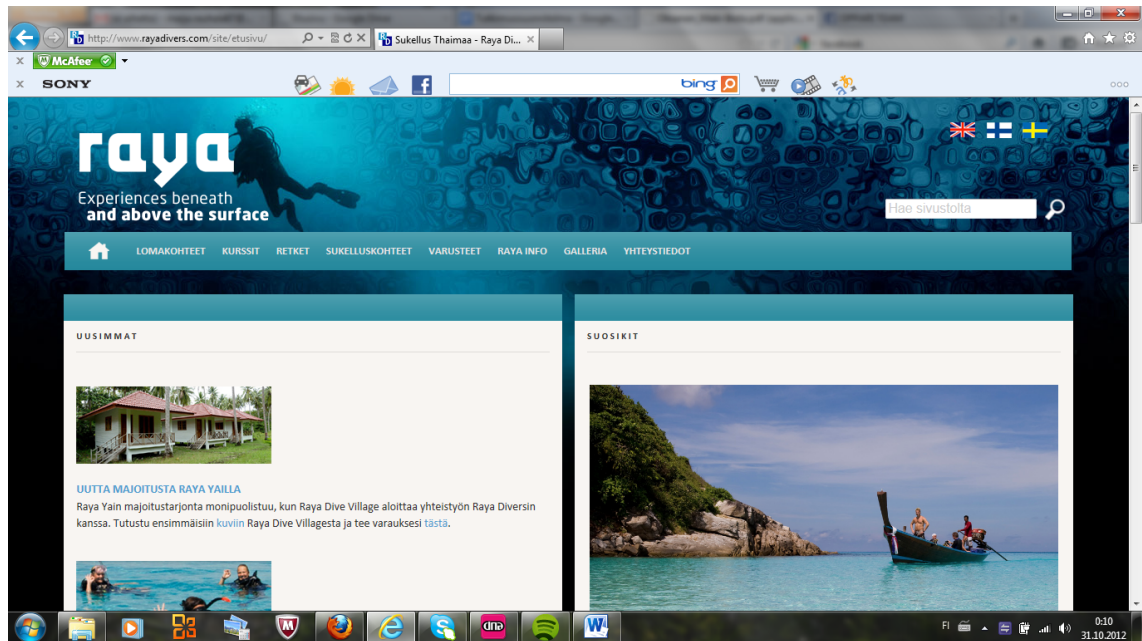 http://www.rayadivers.com/site/etusivu/
Sukellus Thaimaa - Raya Di...
McAfee
SONY
bing
raya
Experiences beneath
and above the surface
Hae sivustolta
LOMAKOHTEET KURSSIT RETKET SUKELLUSKOHTEET VARUSTEET RAYA INFO GALLERIA YHTEYSTIEDOT
UUSIMMAT
UUTTA MAJOITUSTA RAYA YAILLA
Raya Yain majoitustarjonta monipuolistuu, kun Raya Dive Village aloittaa yhteistyön Raya Diversin
kanssa. Tutustu ensimmäisiin kuviin Raya Dive Villagesta ja tee varauksesi tästä.
SUOSIKIT
dna
FI
0:10
31.10.2012